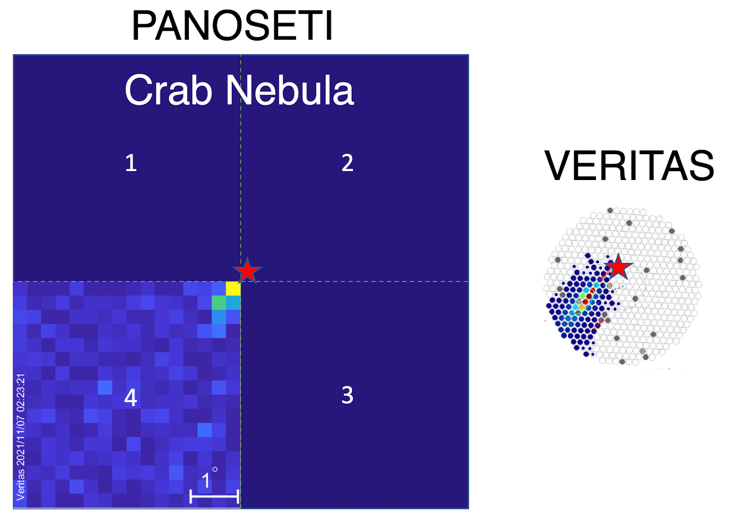 PANOSETI
Crab Nebula
1
2
VERITAS
4
3
1°
Veritas 2021/11/07 02:23:21